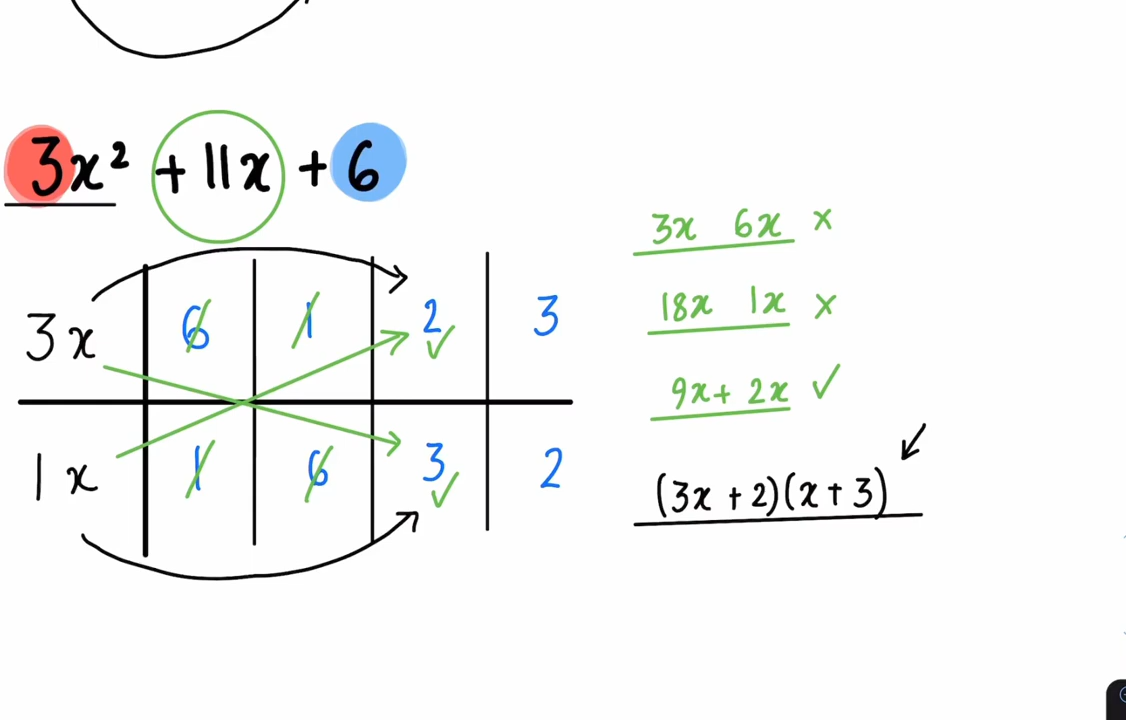 3x² + 11x + 6
3x 6 1 2 ✓ 3
1x 1 6 3 ✓ 2
3x 6x ×
18x 1x ×
9x + 2x ✓
(3x + 2)(x + 3)